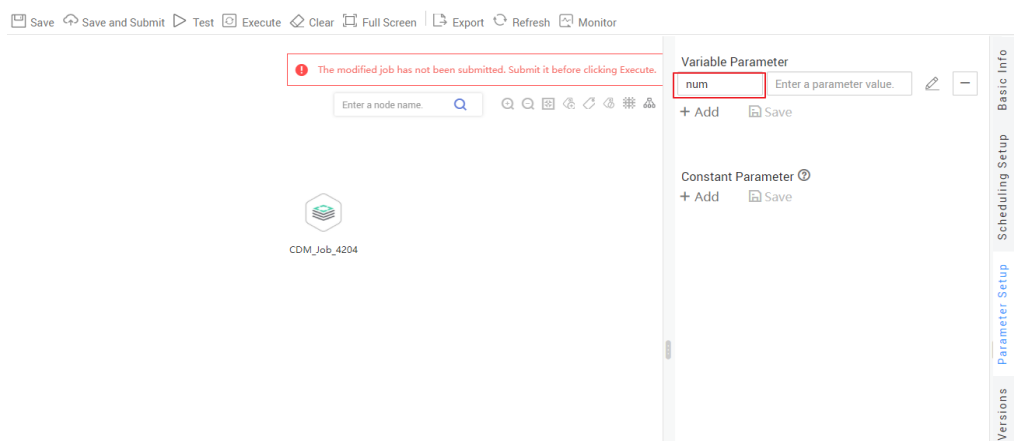 Save Save and Submit Test Execute Clear Full Screen Export Refresh Monitor
The modified job has not been submitted. Submit it before clicking Execute.
Enter a node name.
CDM_Job_4204
Variable Parameter
num Enter a parameter value.
+ Add Save
Constant Parameter
+ Add Save
Basic Info
Scheduling Setup
Parameter Setup
Versions